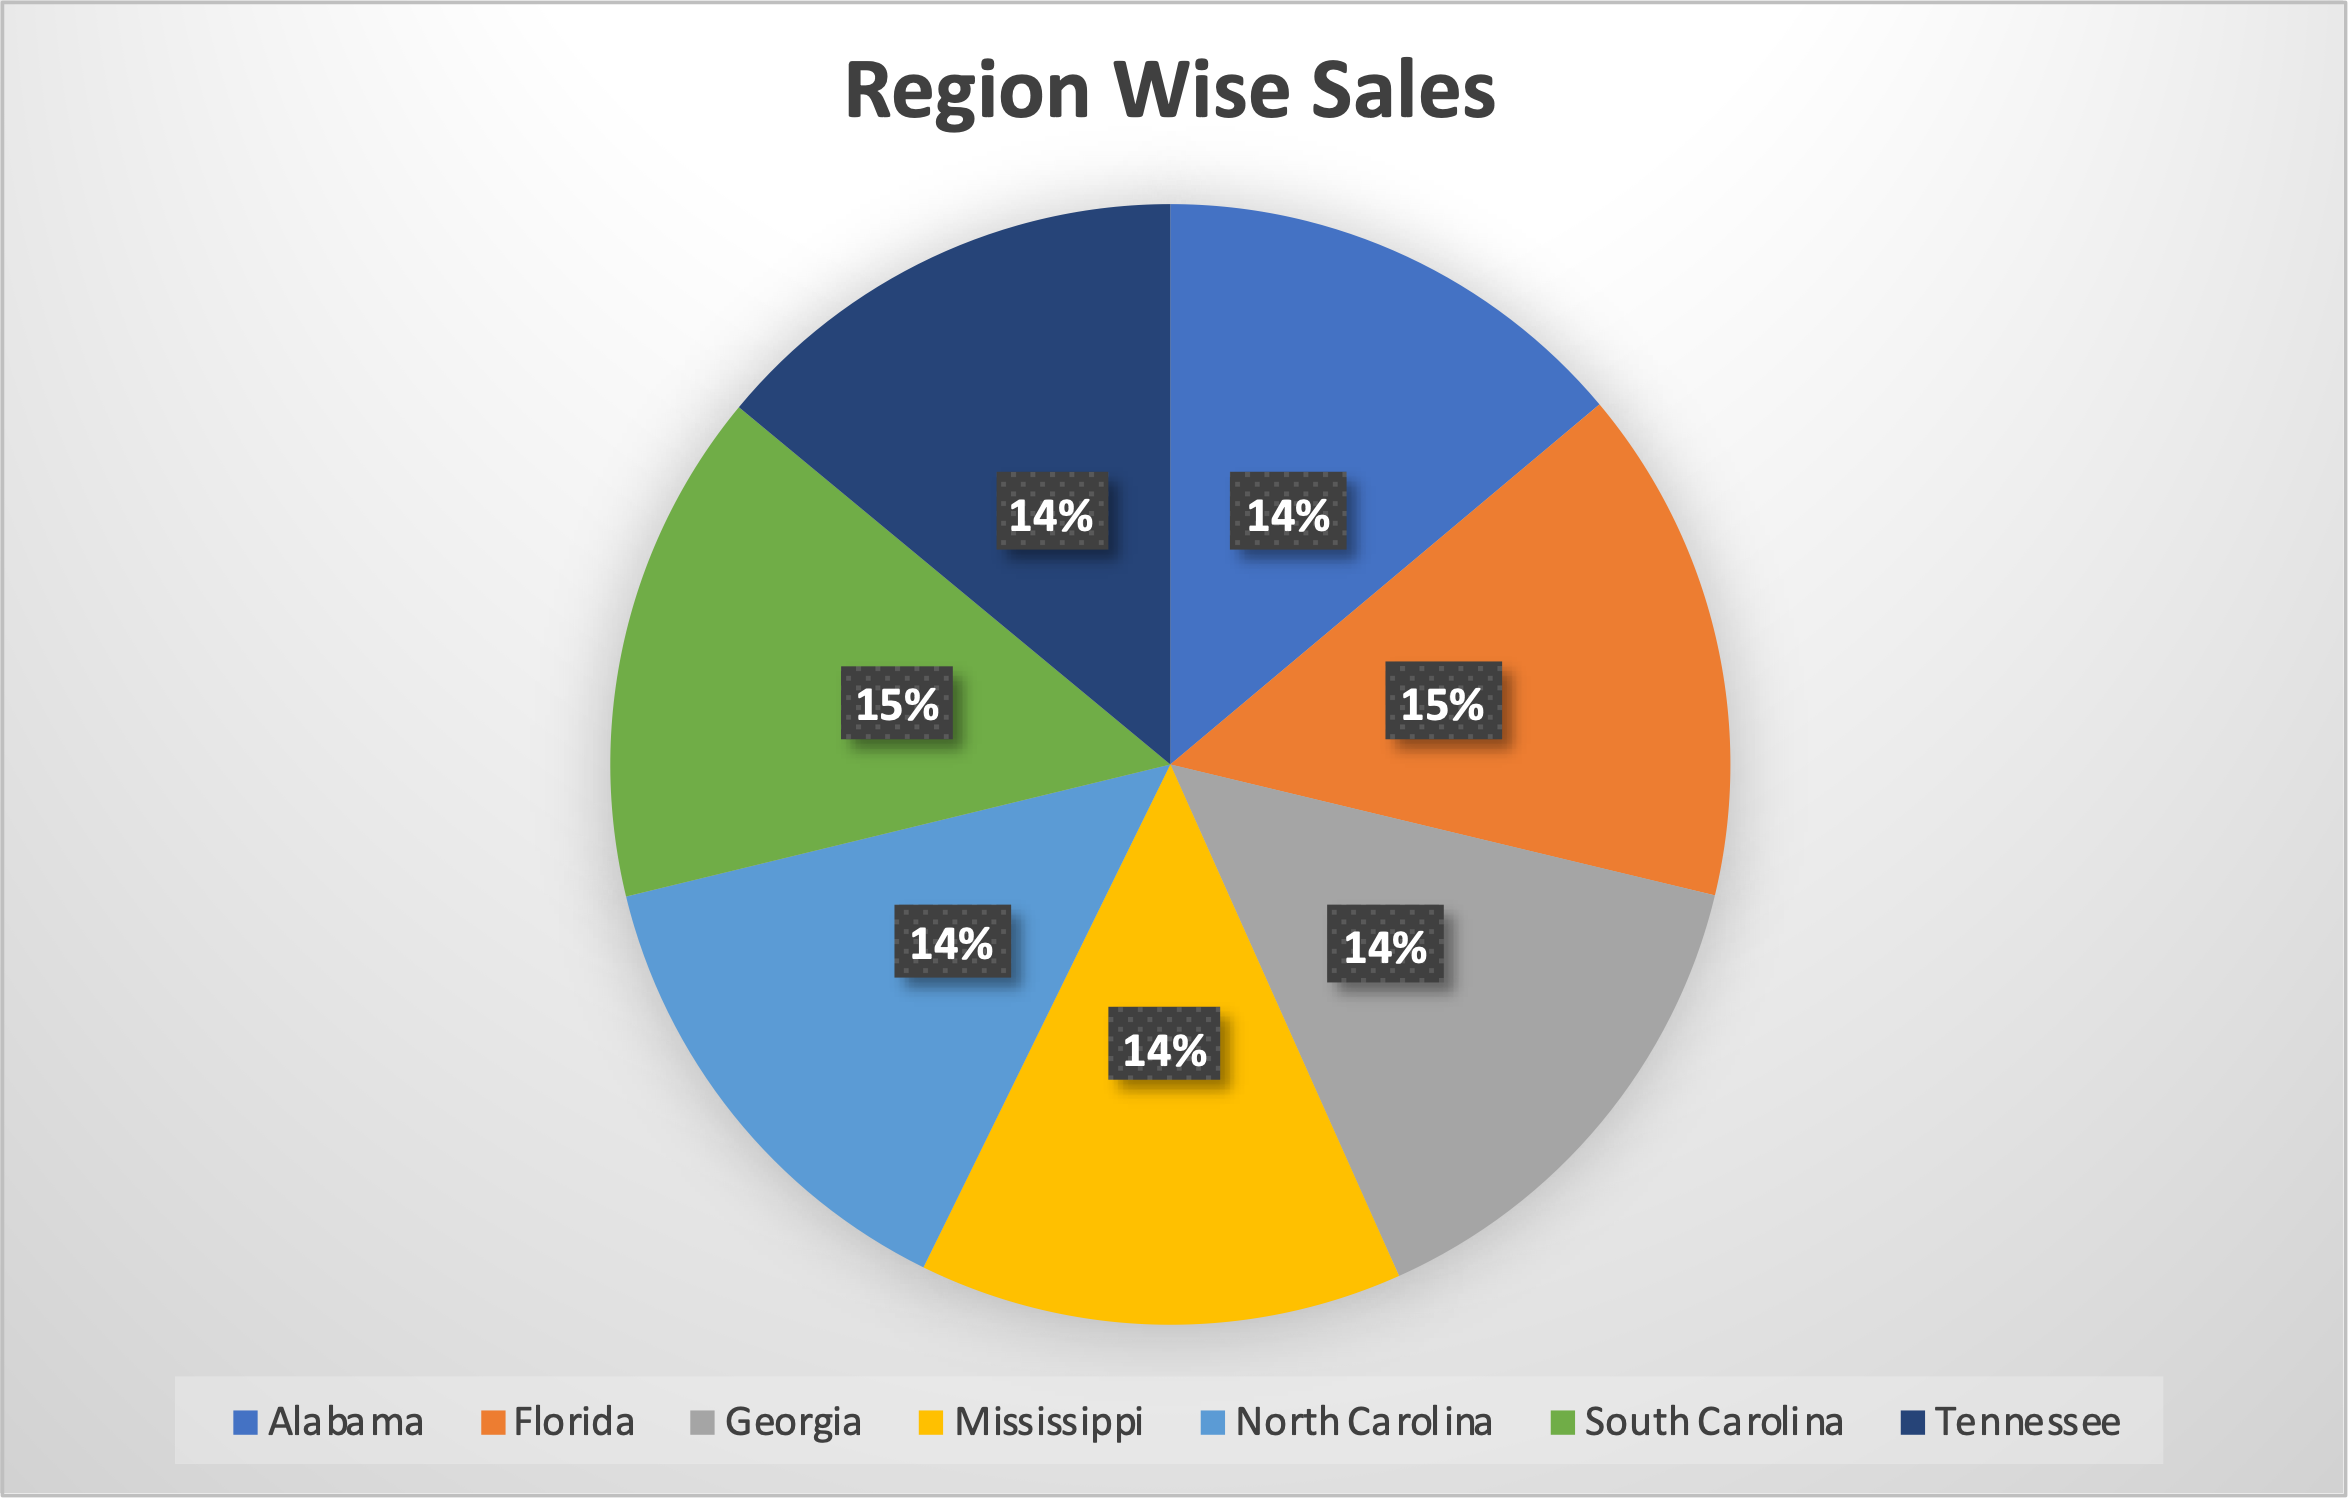 Region Wise Sales
14% 14%
15% 15%
14% 14%
14%
Alabama Florida Georgia Mississippi North Carolina South Carolina Tennessee